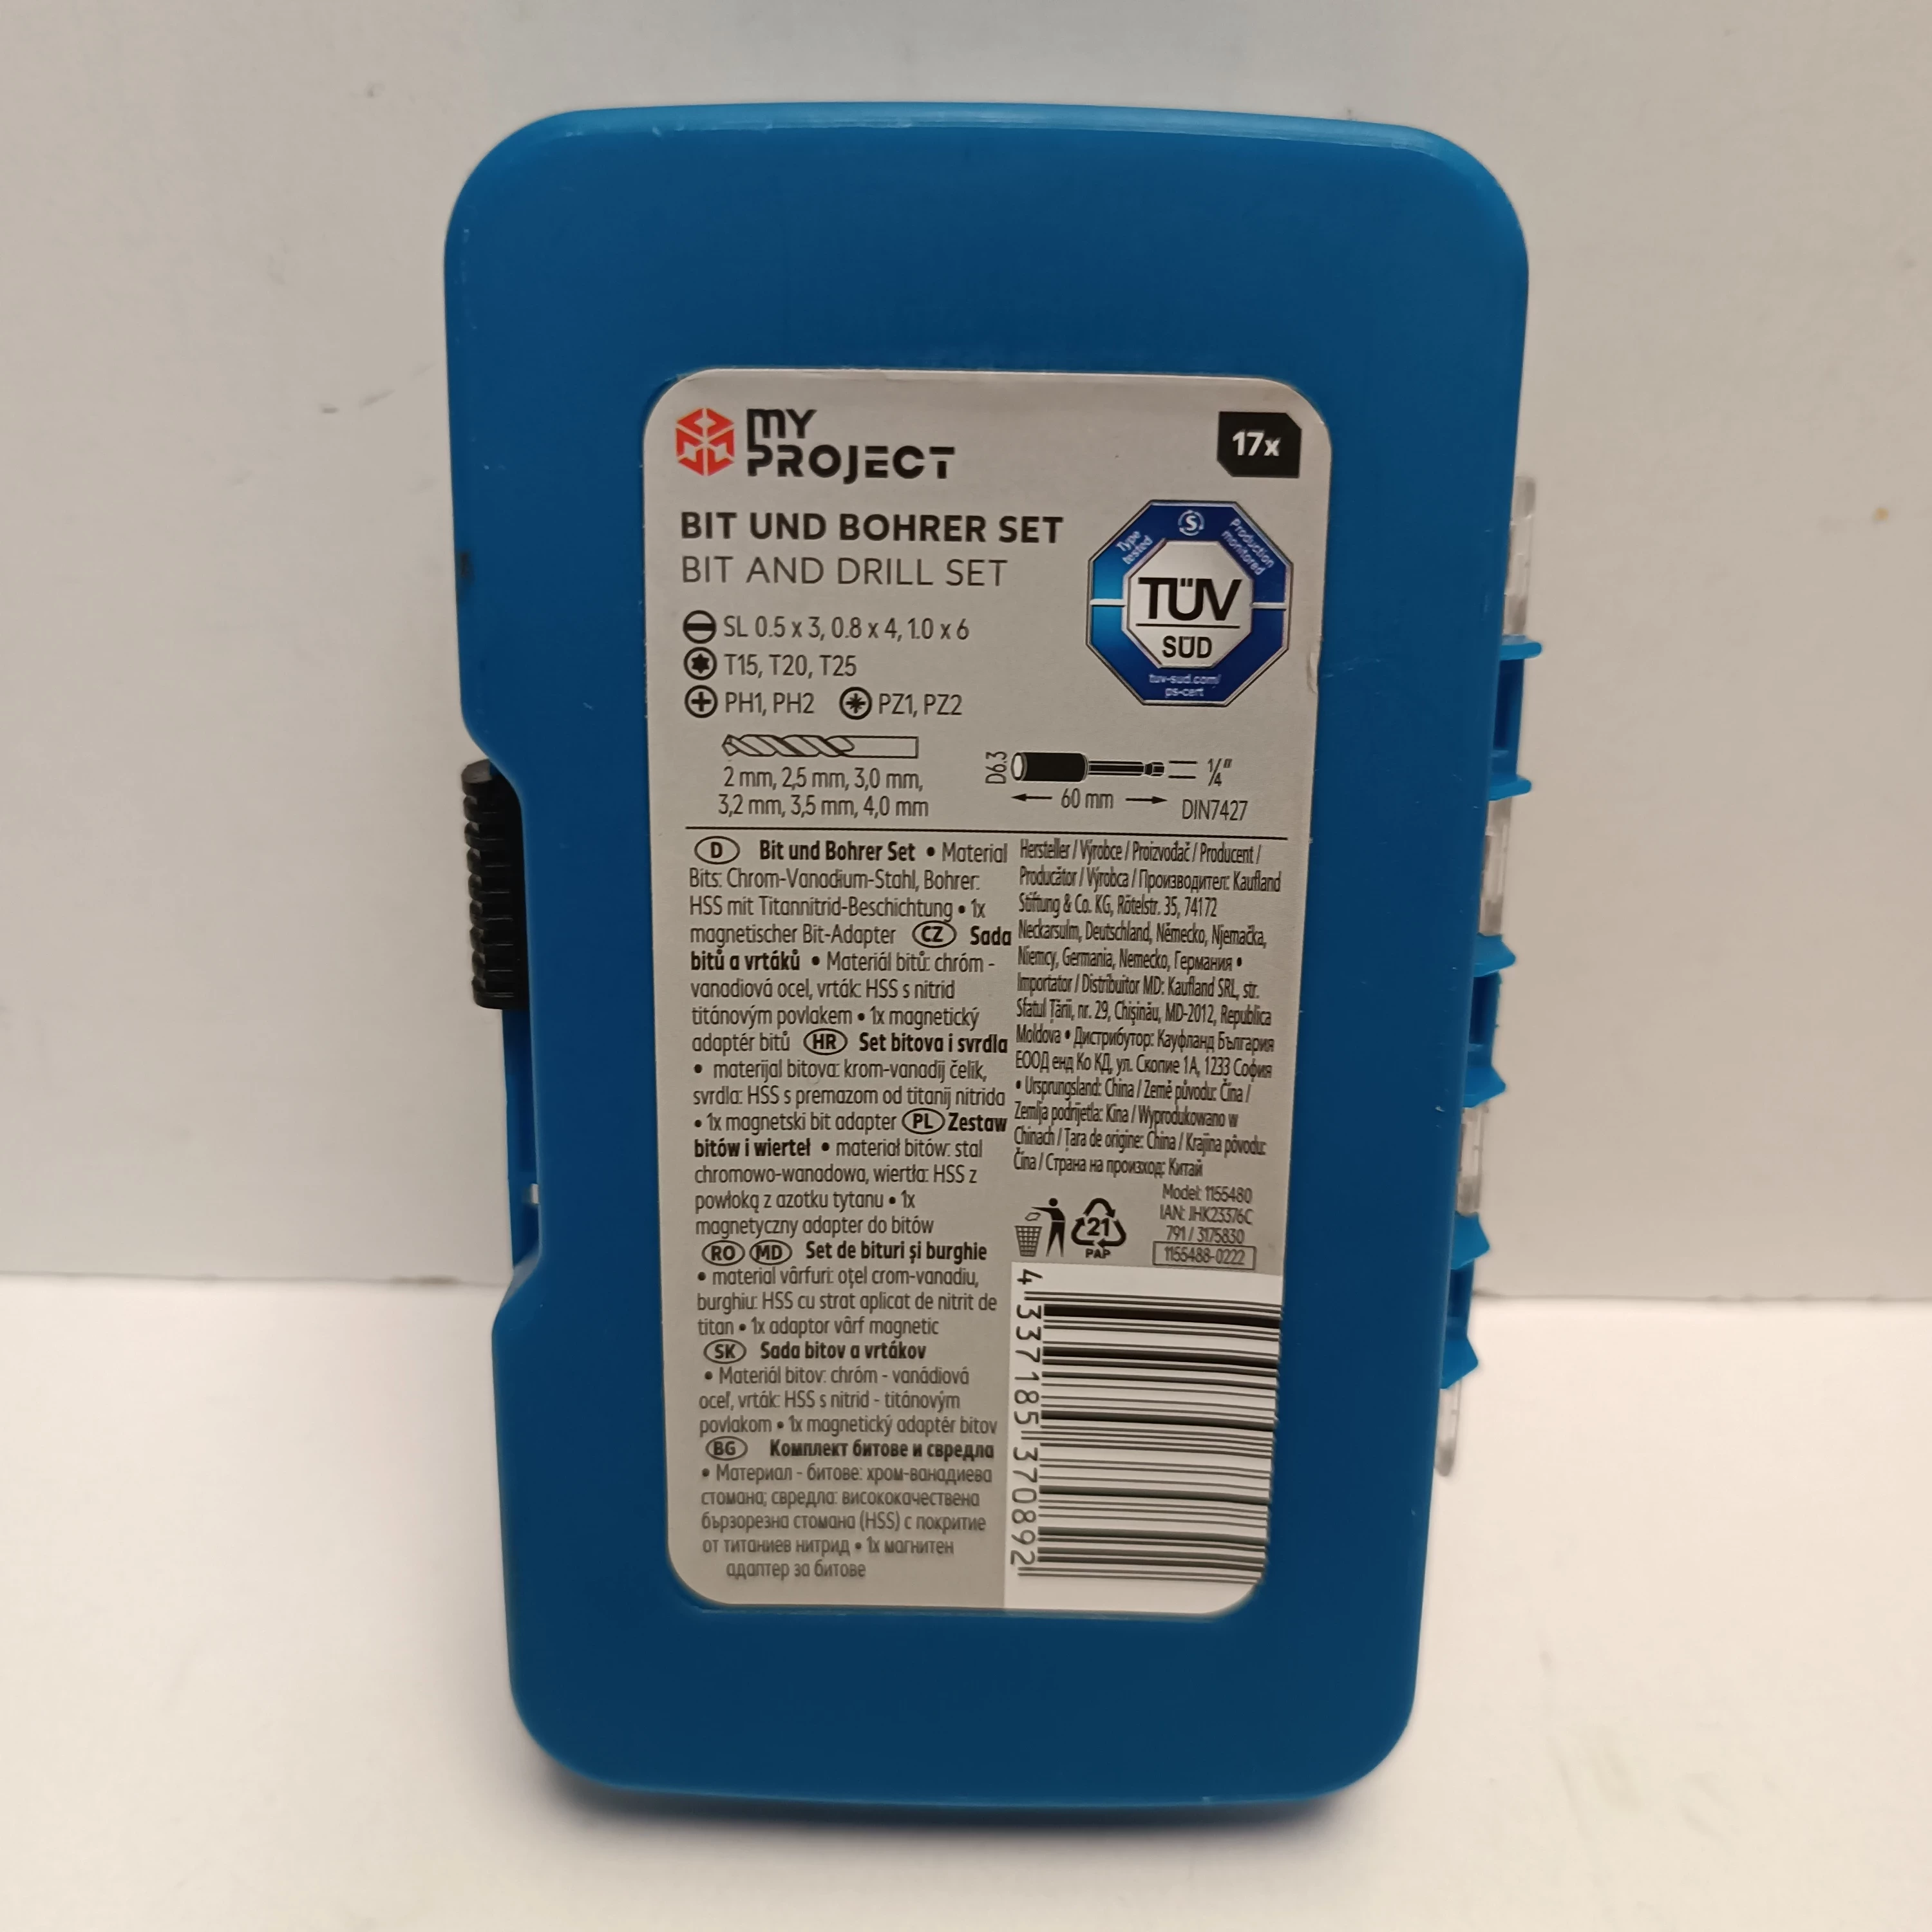 MY
PROJECT
17x
BIT UND BOHRER SET
BIT AND DRILL SET
Type tested
S
Production monitored
TÜV
SÜD
tuv-sud.com/
ps-cert
SL 0.5 x 3, 0.8 x 4, 1.0 x 6
T15, T20, T25
PH1, PH2 PZ1, PZ2
2 mm, 2,5 mm, 3,0 mm,
3,2 mm, 3,5 mm, 4,0 mm
D6.3
1/4"
60 mm
DIN7427
D Bit und Bohrer Set • Material
Bits: Chrom-Vanadium-Stahl, Bohrer:
HSS mit Titannitrid-Beschichtung • 1x
magnetischer Bit-Adapter CZ Sada
bitů a vrtáků • Materiál bitů: chróm -
vanadiová ocel, vrták: HSS s nitrid
titánovým povlakem • 1x magnetický
adaptér bitů HR Set bitova i svrdla
• materijal bitova: krom-vanadij čelik,
svrdla: HSS s premazom od titanij nitrida
• 1x magnetski bit adapter PL Zestaw
bitów i wierteł • materiał bitów: stal
chromowo-wanadowa, wiertła: HSS z
powłoką z azotku tytanu • 1x
magnetyczny adapter do bitów
RO MD Set de bituri și burghie
• material vârfuri: oțel crom-vanadiu,
burghiu: HSS cu strat aplicat de nitrit de
titan • 1x adaptor vârf magnetic
SK Sada bitov a vrtákov
• Materiál bitov: chróm - vanádiová
oceľ, vrták: HSS s nitrid - titánovým
povlakom • 1x magnetický adaptér bitov
BG Комплект битове и свредла
• Материал - битове: хром-ванадиева
стомана; свредла: висококачествена
бързорезна стомана (HSS) с покритие
от титаниев нитрид • 1x магнитен
адаптер за битове
Hersteller / Výrobce / Proizvođač / Producent /
Producător / Výrobca / Производител: Kaufland
Stiftung & Co. KG, Rötelstr. 35, 74172
Neckarsulm, Deutschland, Německo, Njemačka,
Niemcy, Germania, Nemecko, Германия •
Importator / Distribuitor MD: Kaufland SRL, str.
Sfatul Țării, nr. 29, Chișinău, MD-2012, Republica
Moldova • Дистрибутор: Кауфланд България
ЕООД енд Ко КД, ул. Скопие 1А, 1233 София
• Ursprungsland: China / Země původu: Čína /
Zemlja podrijetla: Kina / Wyprodukowano w
Chinach / Țara de origine: China / Krajina pôvodu:
Čína / Страна на произход: Китай
21
PAP
Model: 1155480
IAN: JHK23376C
791 / 3175830
1155488-0222
4 337185 370892